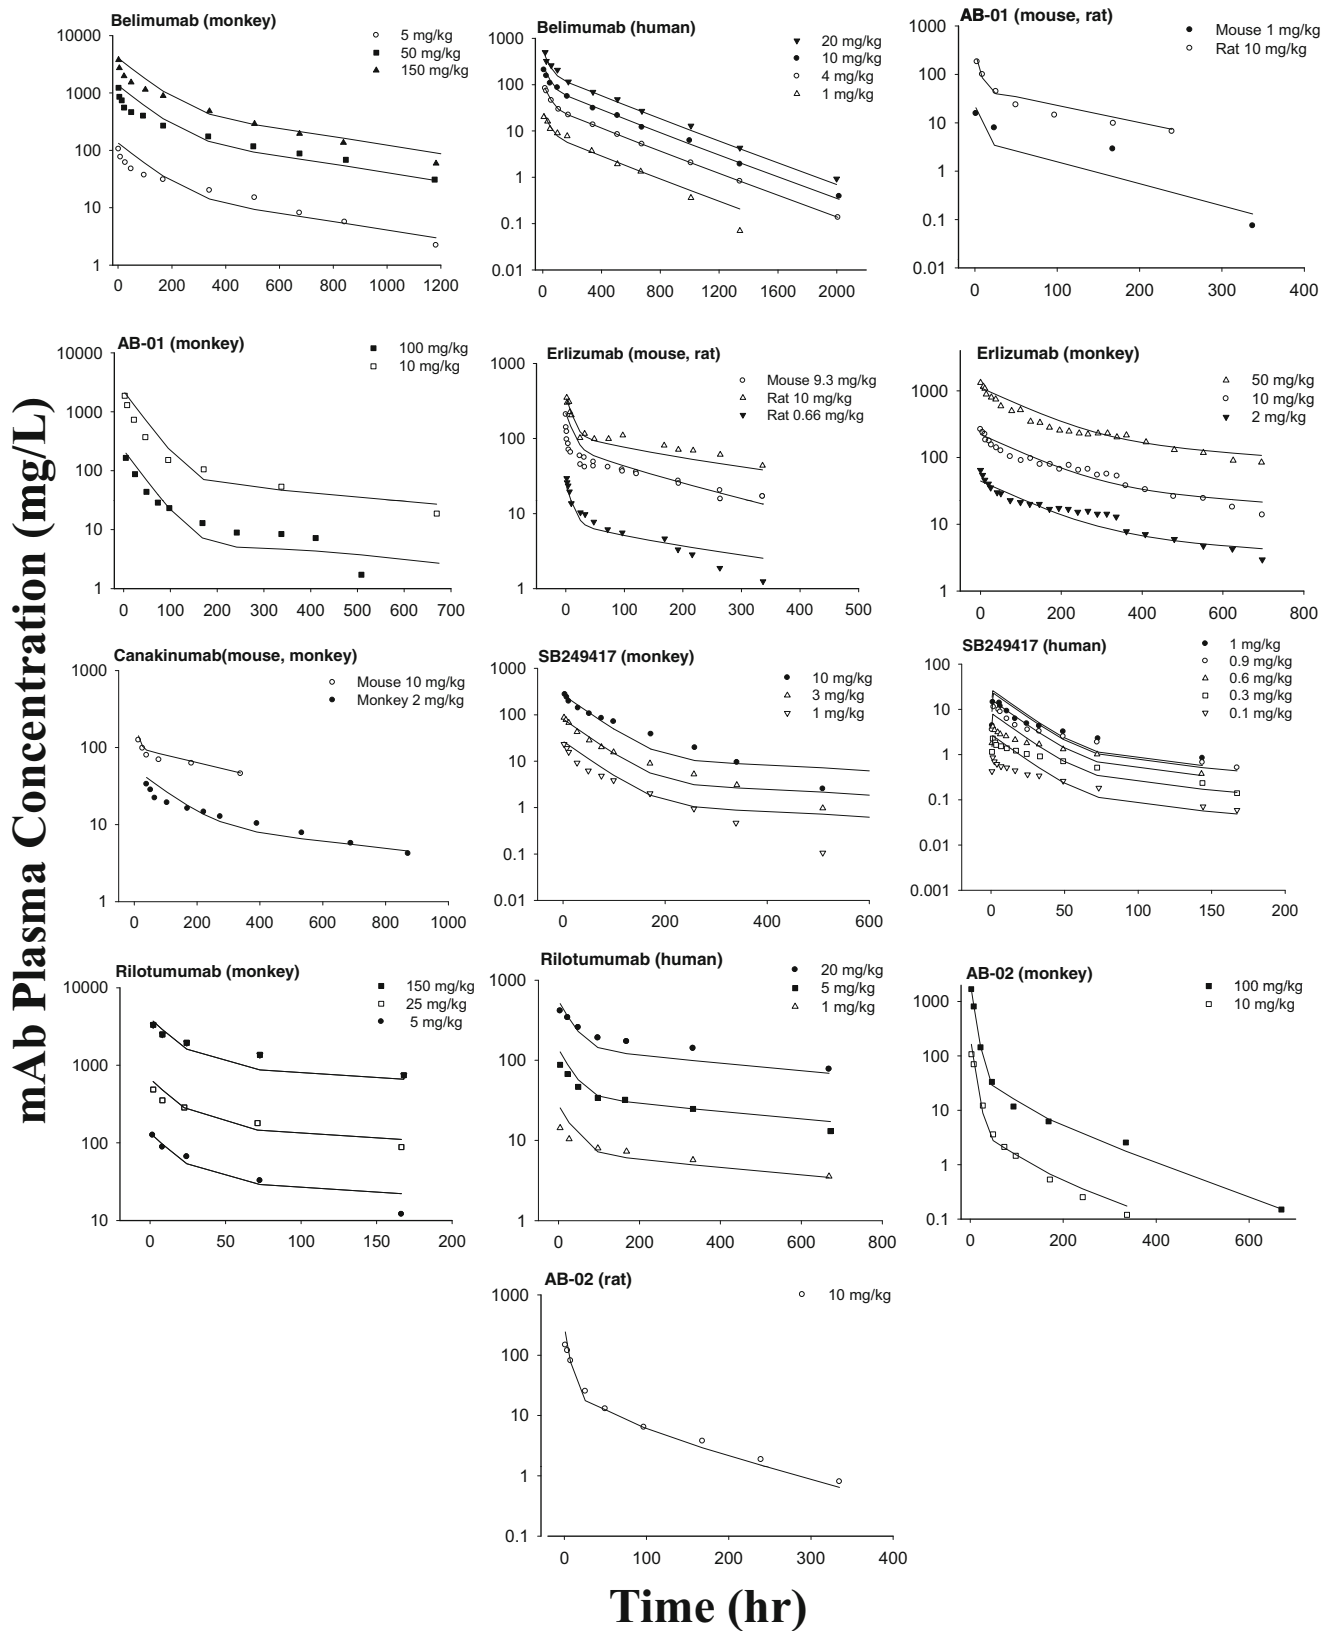 mAb Plasma Concentration (mg/L)
Belimumab (monkey)
5 mg/kg
50 mg/kg
150 mg/kg
10000
1000
100
10
1
0 200 400 600 800 1000 1200
Belimumab (human)
20 mg/kg
10 mg/kg
4 mg/kg
1 mg/kg
1000
100
10
1
0.1
0.01
0 400 800 1200 1600 2000
AB-01 (mouse, rat)
Mouse 1 mg/kg
Rat 10 mg/kg
1000
100
10
1
0.1
0.01
0 100 200 300 400
AB-01 (monkey)
100 mg/kg
10 mg/kg
10000
1000
100
10
1
0 100 200 300 400 500 600 700
Erlizumab (mouse, rat)
Mouse 9.3 mg/kg
Rat 10 mg/kg
Rat 0.66 mg/kg
1000
100
10
1
0 100 200 300 400 500
Erlizumab (monkey)
50 mg/kg
10 mg/kg
2 mg/kg
1000
100
10
1
0 200 400 600 800
Canakinumab(mouse, monkey)
Mouse 10 mg/kg
Monkey 2 mg/kg
1000
100
10
1
0 200 400 600 800 1000
SB249417 (monkey)
10 mg/kg
3 mg/kg
1 mg/kg
1000
100
10
1
0.1
0.01
0 200 400 600
SB249417 (human)
1 mg/kg
0.9 mg/kg
0.6 mg/kg
0.3 mg/kg
0.1 mg/kg
100
10
1
0.1
0.01
0.001
0 50 100 150 200
Rilotumumab (monkey)
150 mg/kg
25 mg/kg
5 mg/kg
10000
1000
100
10
0 50 100 150 200
Rilotumumab (human)
20 mg/kg
5 mg/kg
1 mg/kg
1000
100
10
1
0 200 400 600 800
AB-02 (monkey)
100 mg/kg
10 mg/kg
1000
100
10
1
0.1
0 200 400 600
AB-02 (rat)
10 mg/kg
1000
100
10
1
0.1
0 100 200 300 400
Time (hr)